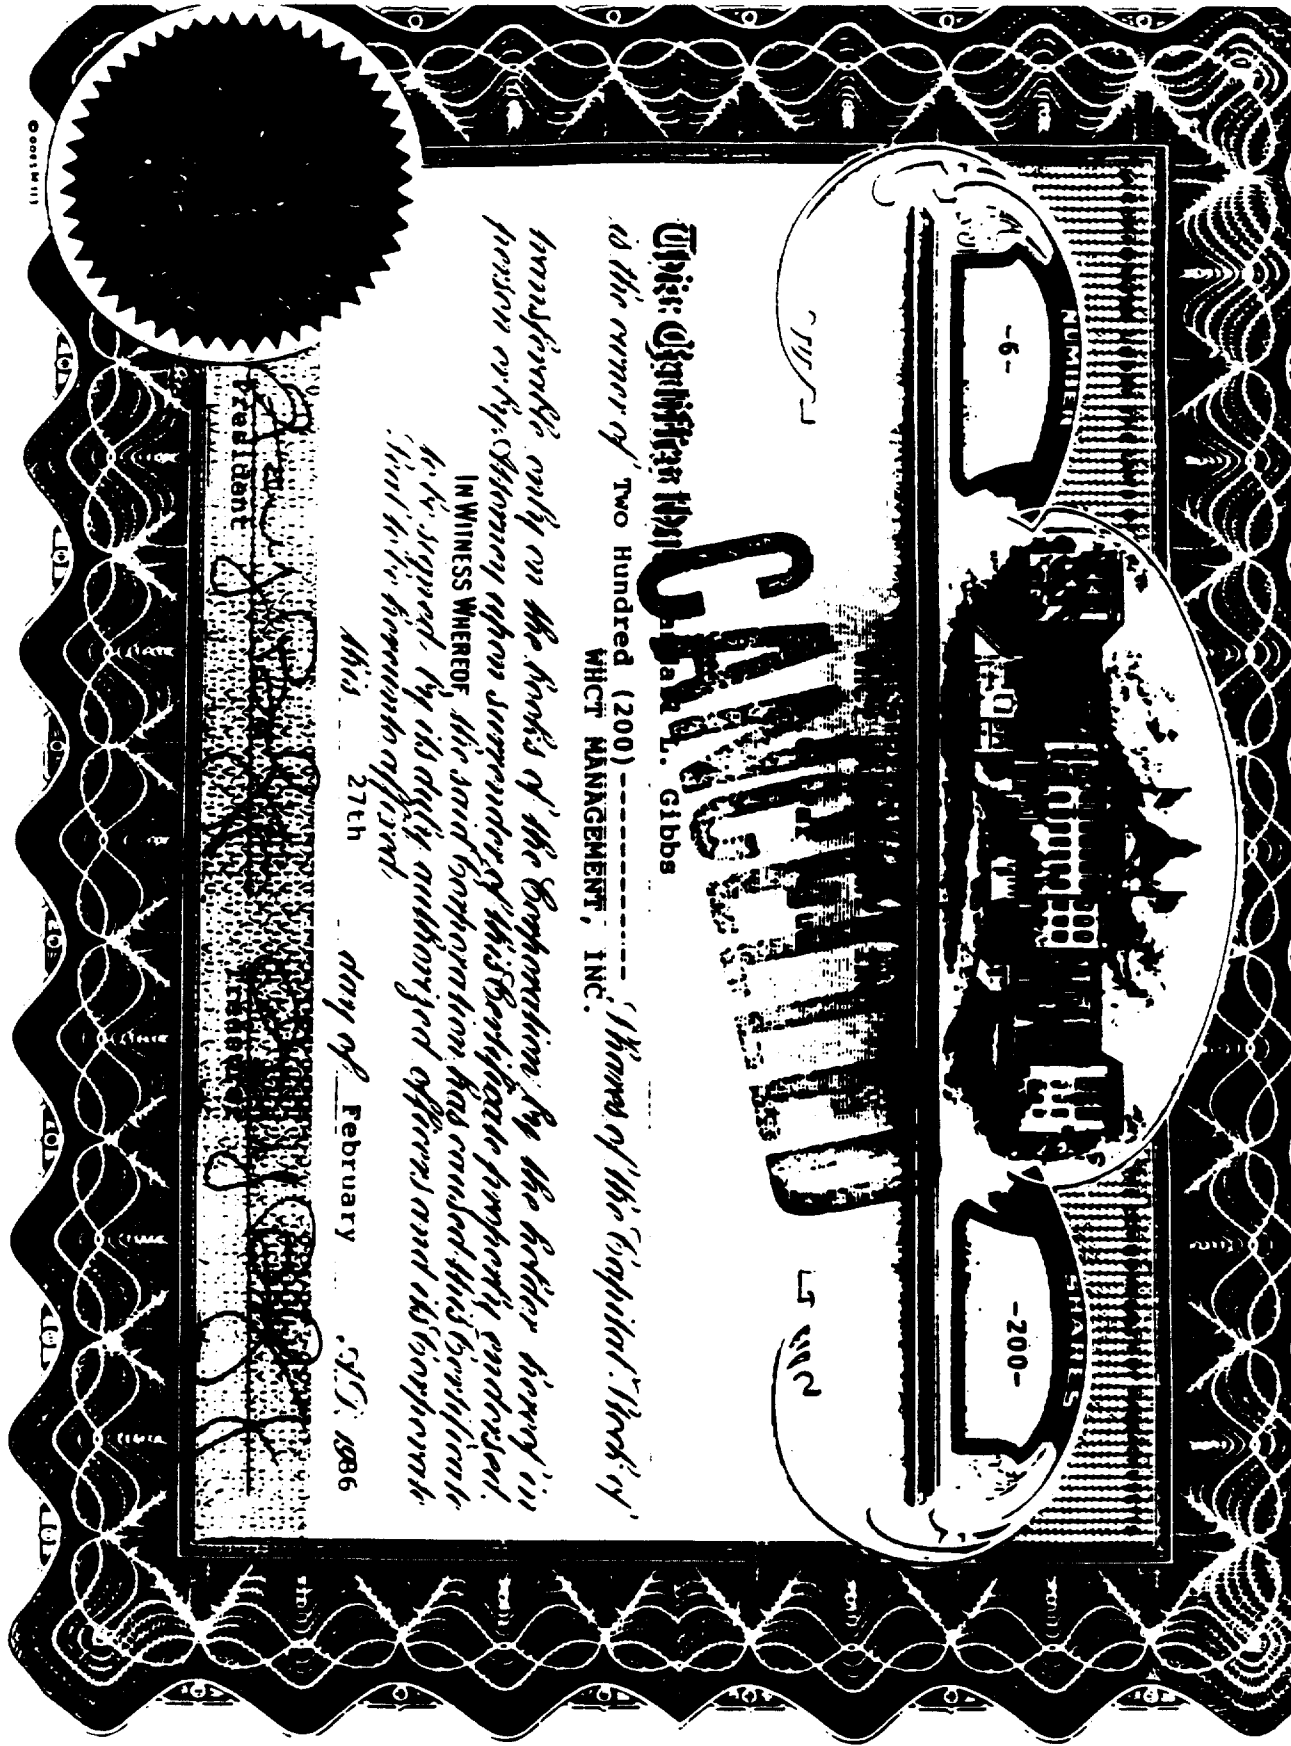 NUMBER
-6-
SHARES
-200-
CANCELLED
This Certifies that L. Gibbs
is the owner of Two Hundred (200)----------- Shares of the Capital Stock of
WHCT MANAGEMENT, INC.
transferable only on the books of the Corporation by the holder hereof in
person or by Attorney upon surrender of this Certificate properly endorsed.
IN WITNESS WHEREOF, the said Corporation has caused this Certificate
to be signed by its duly authorized officers and its Corporate
Seal to be hereunto affixed
this 27th day of February A.D. 1986
President
Treasurer